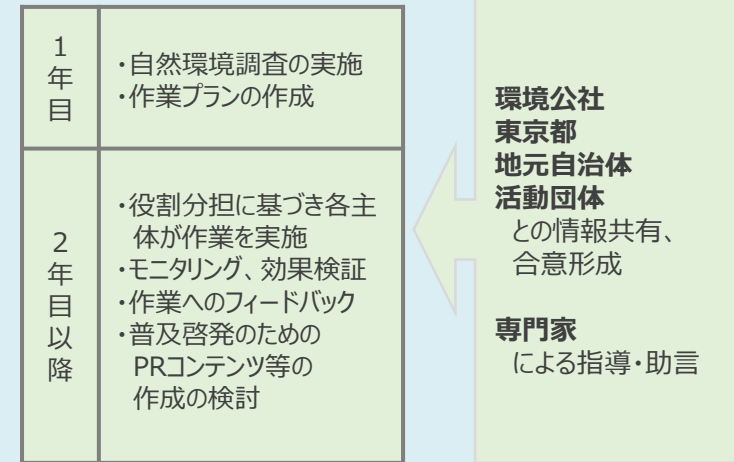 1年目
・自然環境調査の実施
・作業プランの作成
2年目以降
・役割分担に基づき各主
体が作業を実施
・モニタリング、効果検証
・作業へのフィードバック
・普及啓発のための
PRコンテンツ等の
作成の検討
環境公社
東京都
地元自治体
活動団体
との情報共有、
合意形成
専門家
による指導・助言